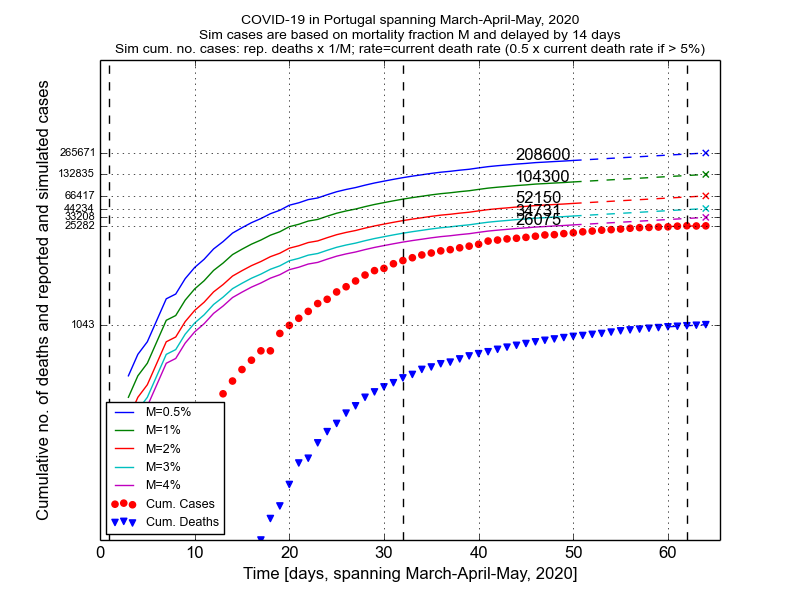 COVID-19 in Portugal spanning March-April-May, 2020
Sim cases are based on mortality fraction M and delayed by 14 days
Sim cum. no. cases: rep. deaths x 1/M; rate=current death rate (0.5 x current death rate if > 5%)
Cumulative no. of deaths and reported and simulated cases
265671
132835
66417
44234
33208
25282
1043
208600
104300
52150
34731
26075
M=0.5%
M=1%
M=2%
M=3%
M=4%
Cum. Cases
Cum. Deaths
0 10 20 30 40 50 60
Time [days, spanning March-April-May, 2020]